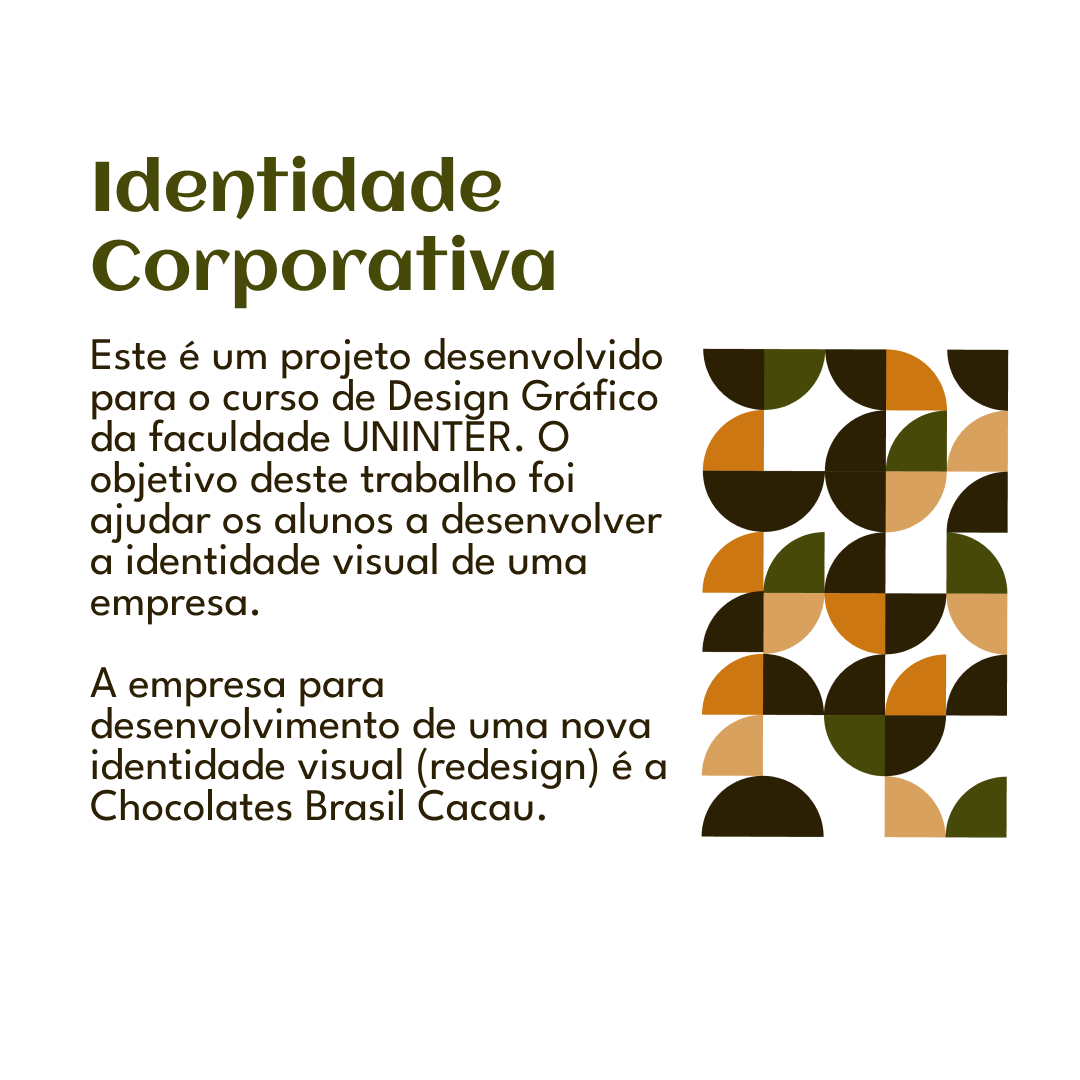 Identidade
Corporativa
Este é um projeto desenvolvido
para o curso de Design Gráfico
da faculdade UNINTER. O
objetivo deste trabalho foi
ajudar os alunos a desenvolver
a identidade visual de uma
empresa.
A empresa para
desenvolvimento de uma nova
identidade visual (redesign) é a
Chocolates Brasil Cacau.